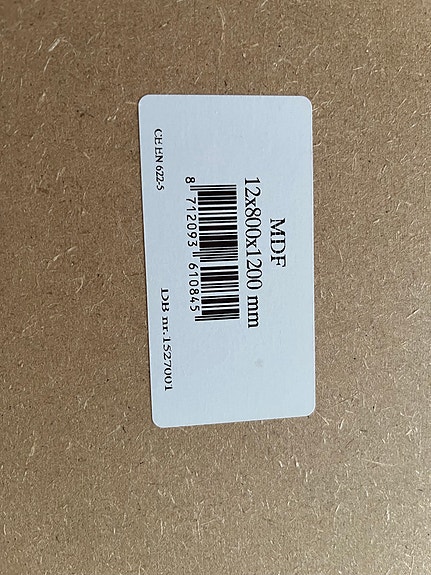 MDF
12x800x1200 mm
8 712093 610845
CE EN 622-5
DB nr.1527001